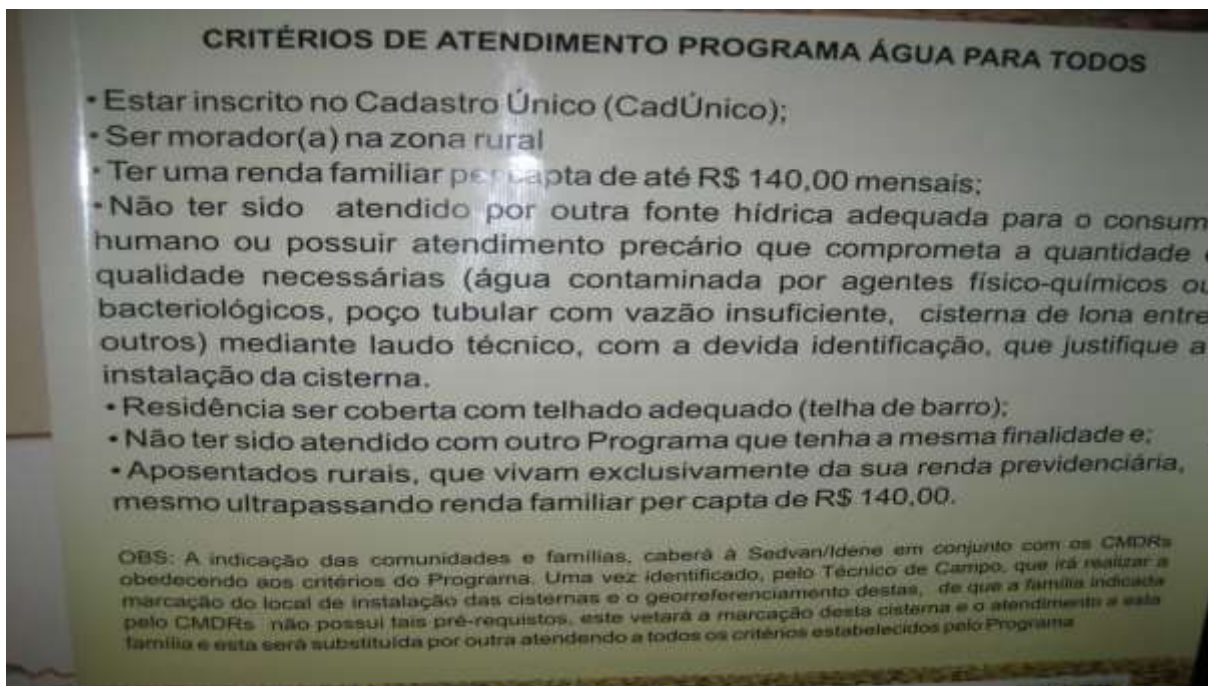 CRITÉRIOS DE ATENDIMENTO PROGRAMA ÁGUA PARA TODOS
• Estar inscrito no Cadastro Único (CadÚnico);
• Ser morador(a) na zona rural
• Ter uma renda familiar per capta de até R$ 140,00 mensais;
• Não ter sido atendido por outra fonte hídrica adequada para o consum
humano ou possuir atendimento precário que comprometa a quantidade
qualidade necessárias (água contaminada por agentes físico-químicos ou
bacteriológicos, poço tubular com vazão insuficiente, cisterna de lona entre
outros) mediante laudo técnico, com a devida identificação, que justifique a
instalação da cisterna.
• Residência ser coberta com telhado adequado (telha de barro);
• Não ter sido atendido com outro Programa que tenha a mesma finalidade e;
• Aposentados rurais, que vivam exclusivamente da sua renda previdenciária,
mesmo ultrapassando renda familiar per capta de R$ 140,00.
OBS: A indicação das comunidades e famílias, caberá à Sedvan/Idene em conjunto com os CMDRs
obedecendo aos critérios do Programa. Uma vez identificado, pelo Técnico de Campo, que irá realizar a
marcação do local de instalação das cisternas e o georreferenciamento destas, de que a família indicada
pelo CMDRs não possui tais pré-requistos, este vetará a marcação desta cisterna e o atendimento a esta
família e esta será substituída por outra atendendo a todos os critérios estabelecidos pelo Programa